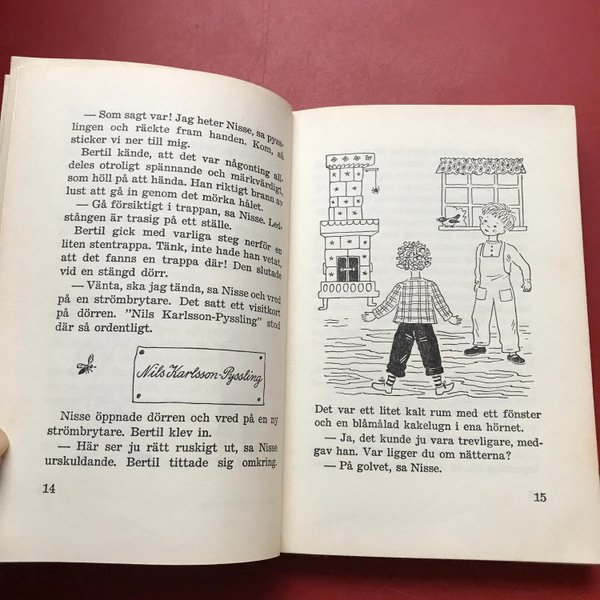 — Som sagt var! Jag heter Nisse, sa pyss-
lingen och räckte fram handen. Kom, så
sticker vi ner till mig.
Bertil kände, att det var någonting all-
deles otroligt spännande och märkvärdigt,
som höll på att hända. Han riktigt brann av
lust att gå in genom det mörka hålet.
— Gå försiktigt i trappan, sa Nisse. Led-
stången är trasig på ett ställe.
Bertil gick med varliga steg nerför en
liten stentrappa. Tänk, inte hade han vetat,
att det fanns en trappa där! Den slutade
vid en stängd dörr.
— Vänta, ska jag tända, sa Nisse och vred
på en strömbrytare. Det satt ett visitkort
på dörren. ”Nils Karlsson-Pyssling” stod
där så ordentligt.
Nils Karlsson-Pyssling
Nisse öppnade dörren och vred på en ny
strömbrytare. Bertil klev in.
— Här ser ju rätt ruskigt ut, sa Nisse
urskuldande. Bertil tittade sig omkring.
14
Det var ett litet kalt rum med ett fönster
och en blåmålad kakelugn i ena hörnet.
— Ja, det kunde ju vara trevligare, med-
gav han. Var ligger du om nätterna?
— På golvet, sa Nisse.
15